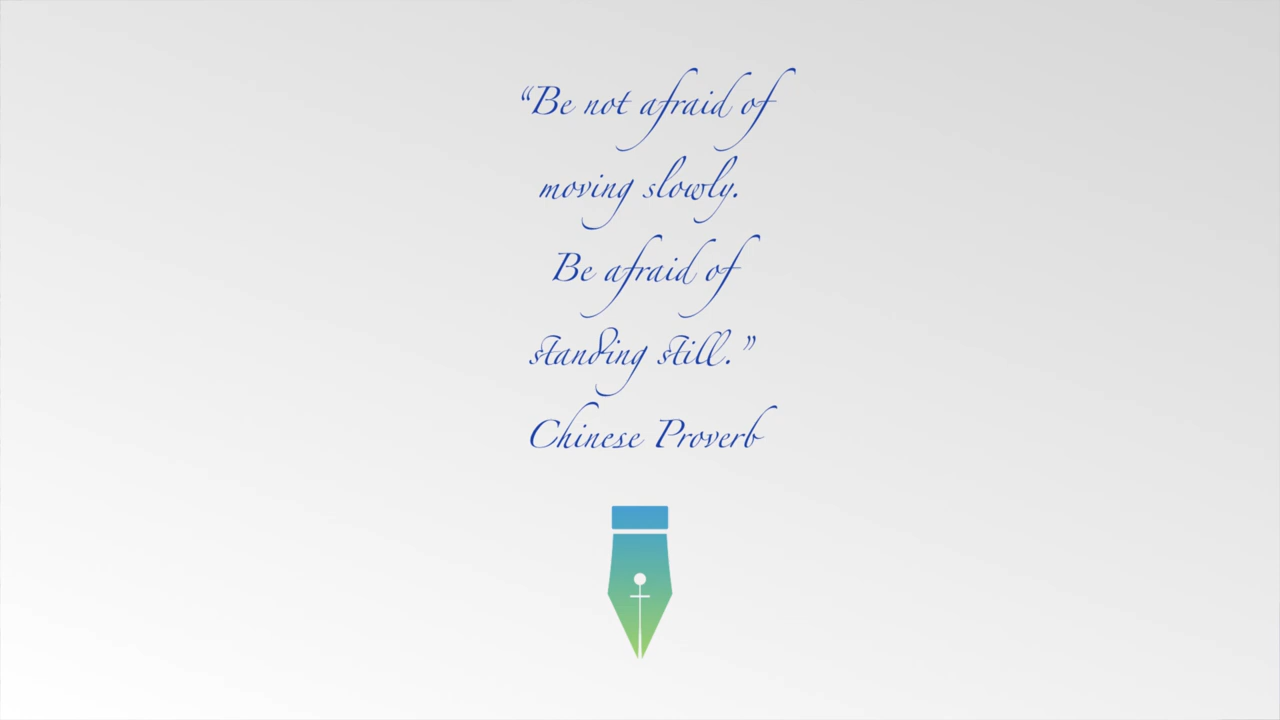 “Be not afraid of
moving slowly.
Be afraid of
standing still.”
Chinese Proverb